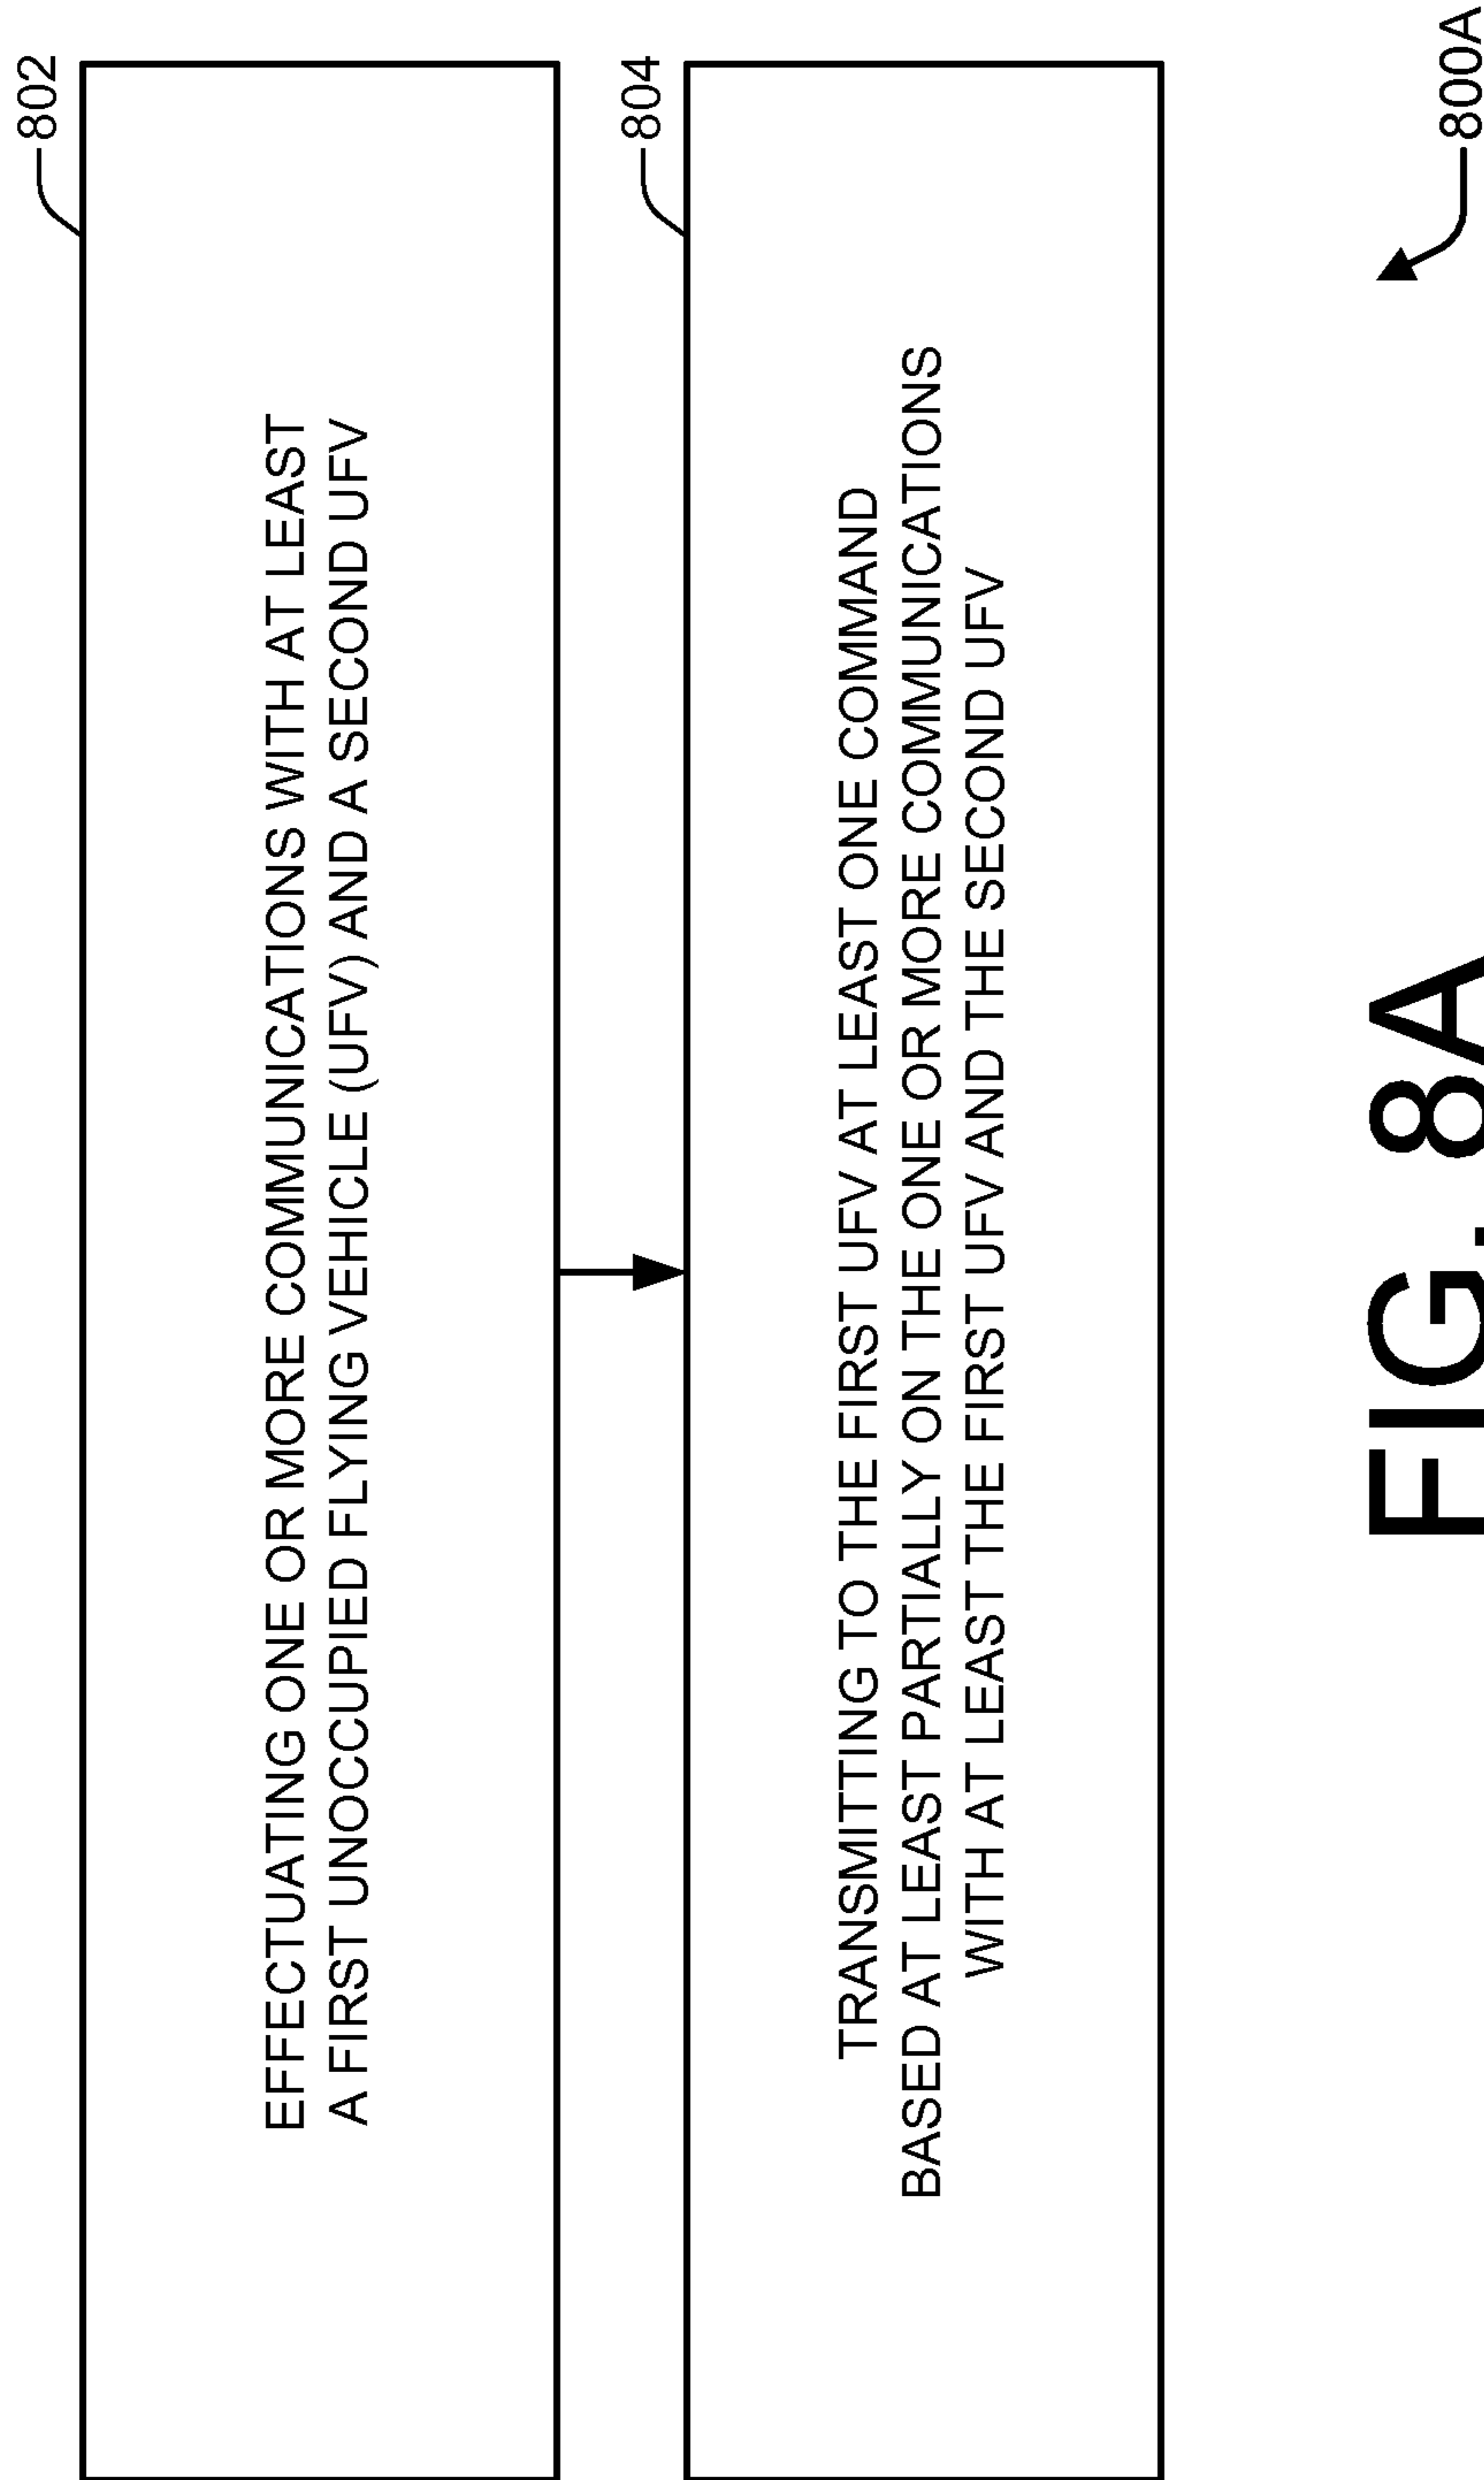 802
EFFECTUATING ONE OR MORE COMMUNICATIONS WITH AT LEAST
A FIRST UNOCCUPIED FLYING VEHICLE (UFV) AND A SECOND UFV
804
TRANSMITTING TO THE FIRST UFV AT LEAST ONE COMMAND
BASED AT LEAST PARTIALLY ON THE ONE OR MORE COMMUNICATIONS
WITH AT LEAST THE FIRST UFV AND THE SECOND UFV
800A
FIG. 8A